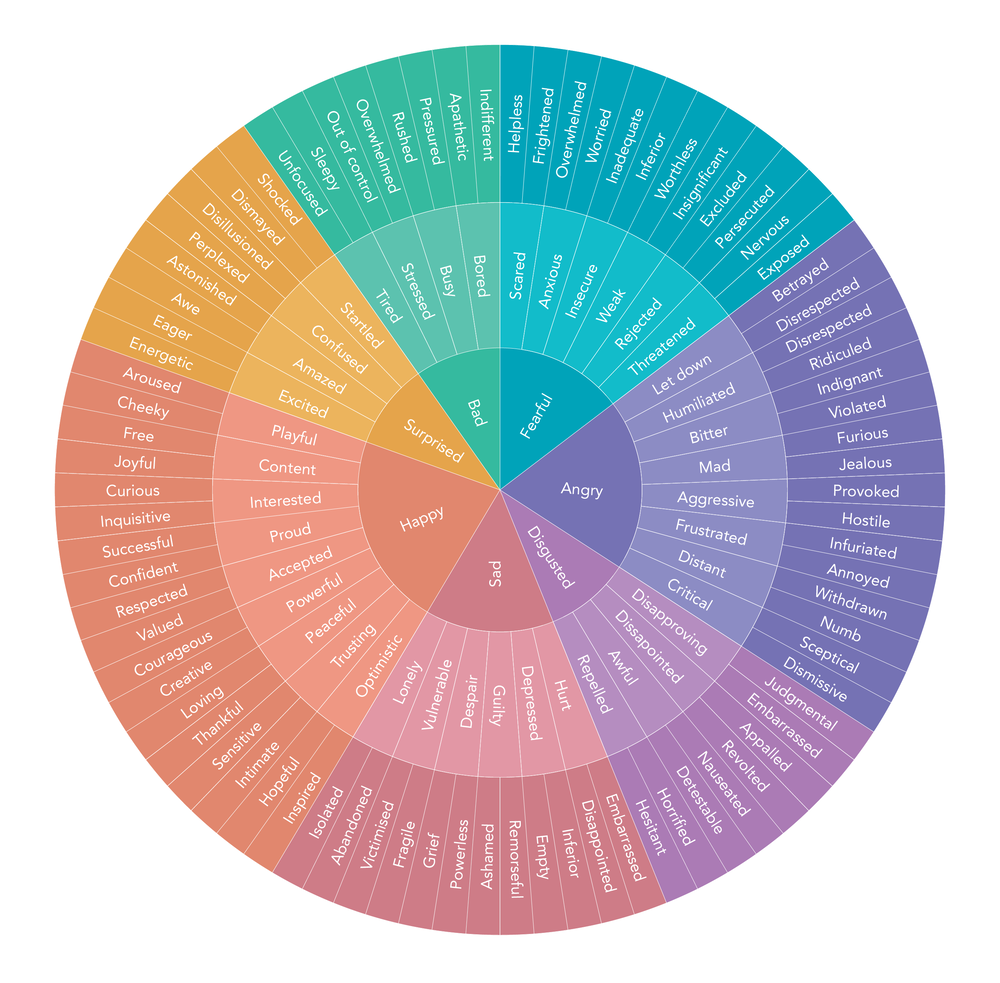 Fearful
Angry
Disgusted
Sad
Happy
Surprised
Bad
Scared
Anxious
Insecure
Weak
Rejected
Threatened
Let down
Humiliated
Bitter
Mad
Aggressive
Frustrated
Distant
Critical
Disapproving
Dissapointed
Awful
Repelled
Hurt
Depressed
Guilty
Despair
Vulnerable
Lonely
Optimistic
Trusting
Peaceful
Powerful
Accepted
Proud
Interested
Content
Playful
Excited
Amazed
Confused
Startled
Tired
Stressed
Busy
Bored
Helpless
Frightened
Overwhelmed
Worried
Inadequate
Inferior
Worthless
Insignificant
Excluded
Persecuted
Nervous
Exposed
Betrayed
Disrespected
Disrespected
Ridiculed
Indignant
Violated
Furious
Jealous
Provoked
Hostile
Infuriated
Annoyed
Withdrawn
Numb
Sceptical
Dismissive
Judgmental
Embarrassed
Appalled
Revolted
Nauseated
Detestable
Horrified
Hesitant
Embarrassed
Disappointed
Inferior
Empty
Remorseful
Ashamed
Powerless
Grief
Fragile
Victimised
Abandoned
Isolated
Inspired
Hopeful
Intimate
Sensitive
Thankful
Loving
Creative
Courageous
Valued
Respected
Confident
Successful
Inquisitive
Curious
Joyful
Free
Cheeky
Aroused
Energetic
Eager
Awe
Astonished
Perplexed
Disillusioned
Dismayed
Shocked
Unfocused
Sleepy
Out of control
Overwhelmed
Rushed
Pressured
Apathetic
Indifferent